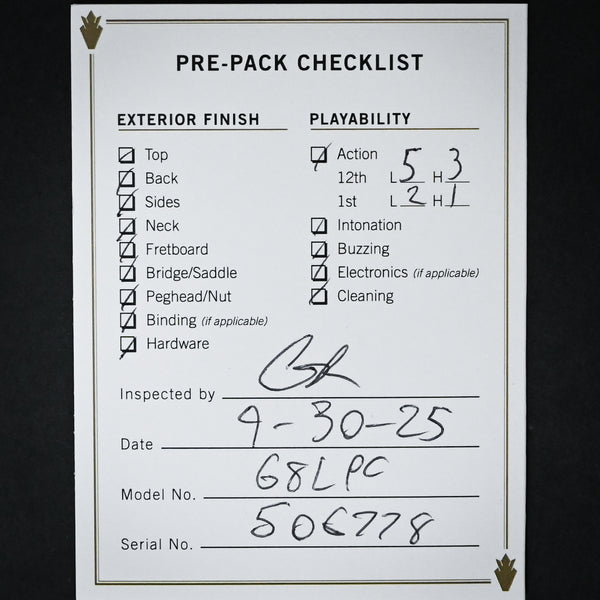 PRE-PACK CHECKLIST
EXTERIOR FINISH
Top
Back
Sides
Neck
Fretboard
Bridge/Saddle
Peghead/Nut
Binding (if applicable)
Hardware
PLAYABILITY
Action
12th L 5 H 3
1st L 2 H 1
Intonation
Buzzing
Electronics (if applicable)
Cleaning
Inspected by
Date 9-30-25
Model No. G8LPC
Serial No.